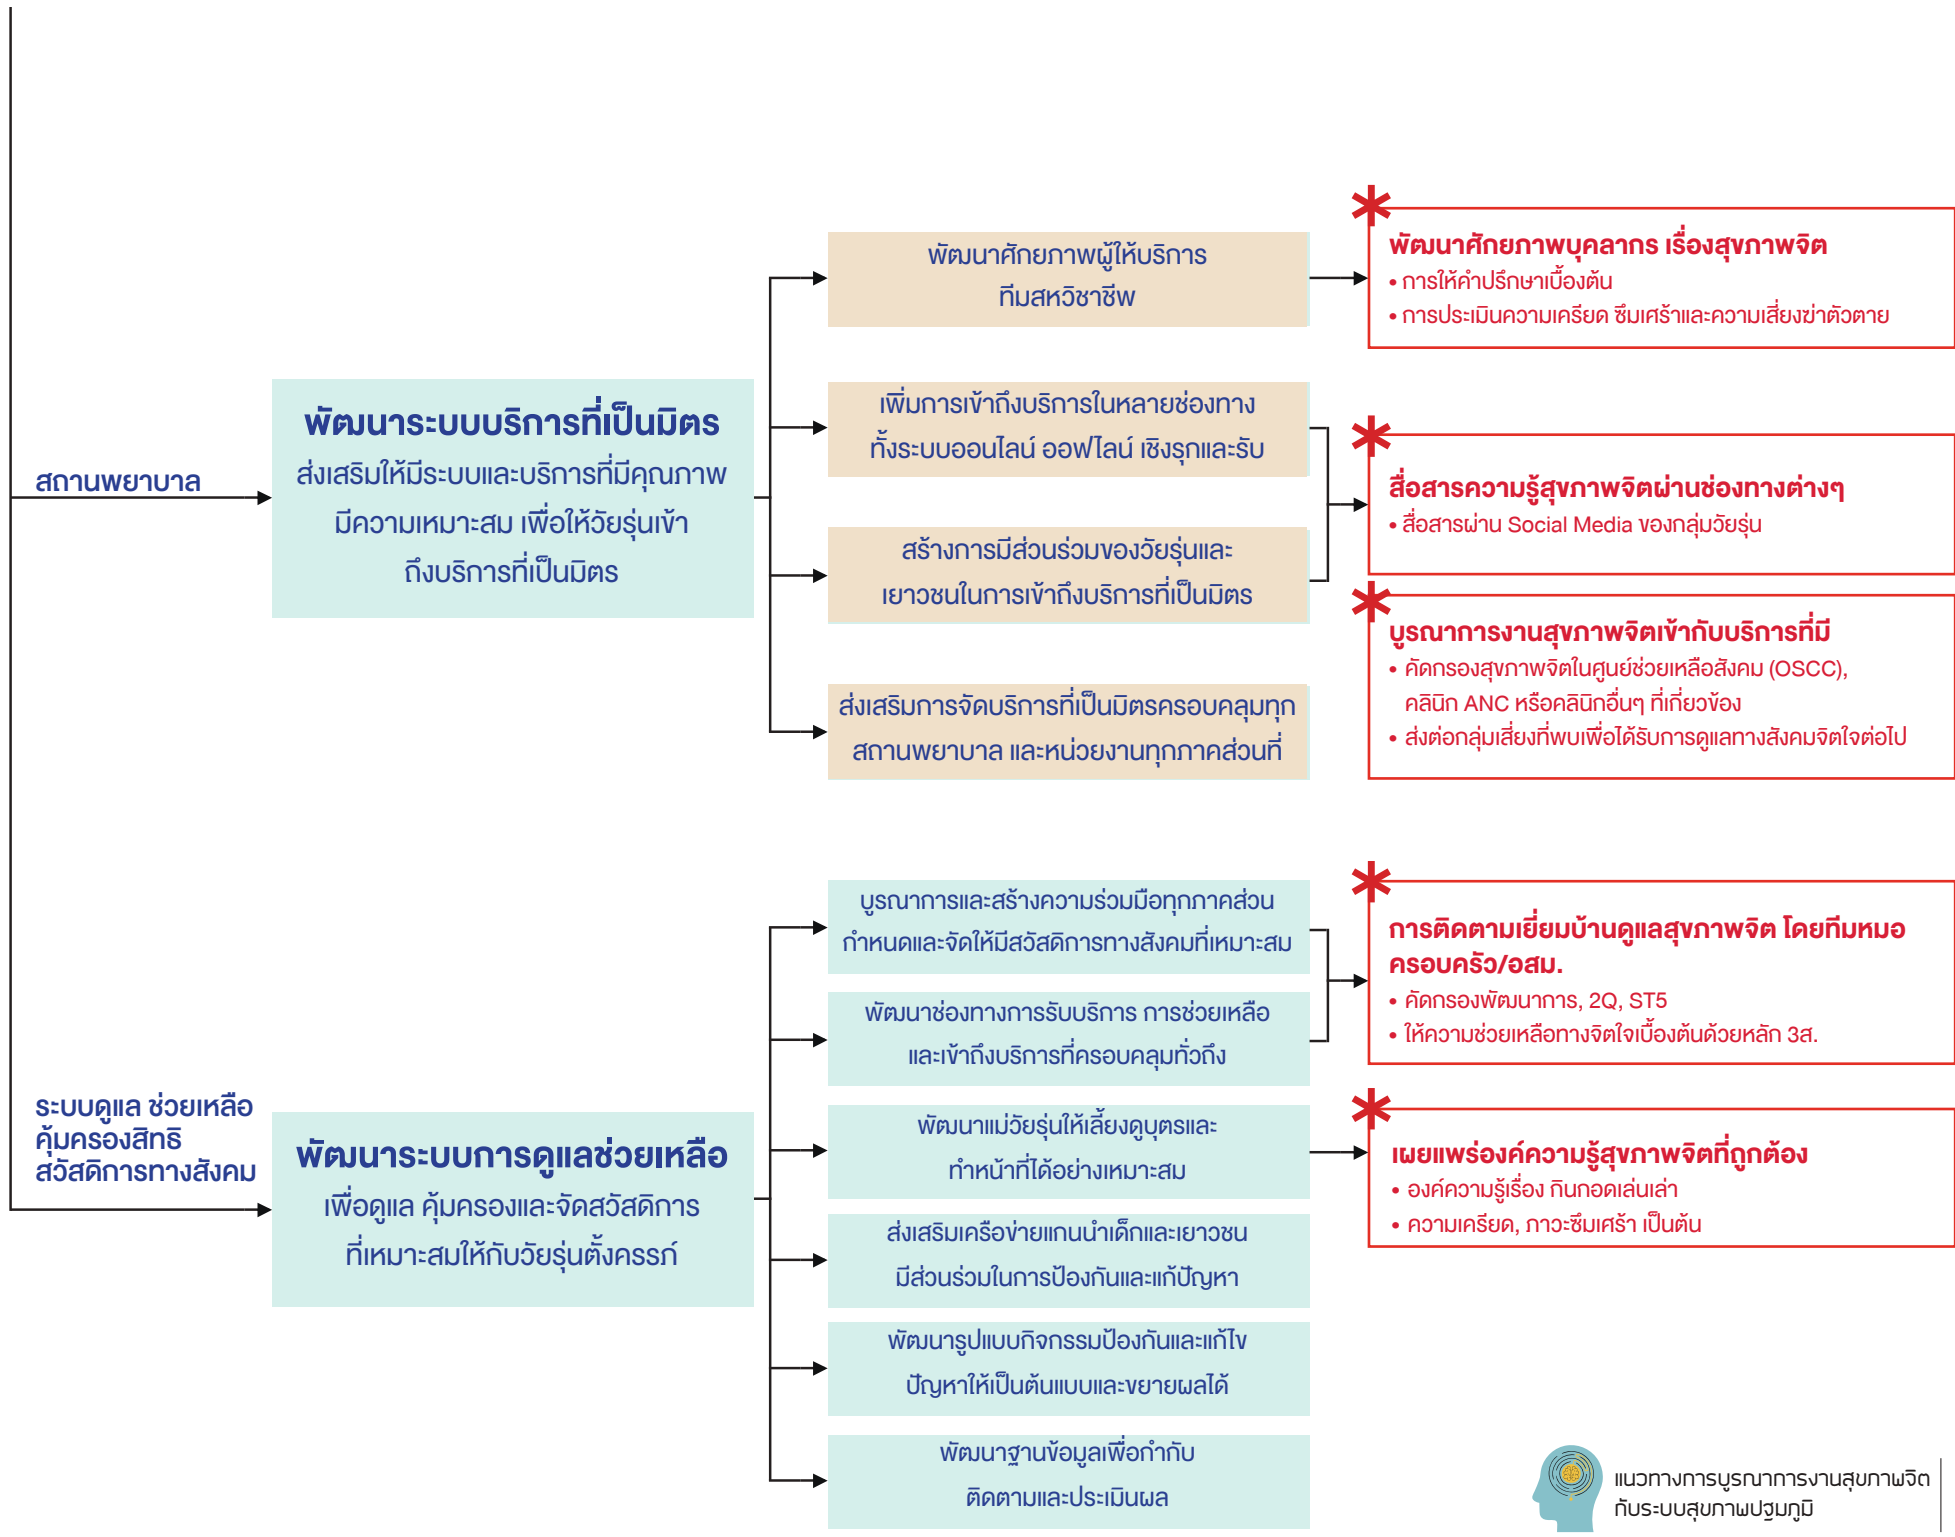 สถานพยาบาล
พัฒนาระบบบริการที่เป็นมิตร
ส่งเสริมให้มีระบบและบริการที่มีคุณภาพ
มีความเหมาะสม เพื่อให้วัยรุ่นเข้า
ถึงบริการที่เป็นมิตร
พัฒนาศักยภาพผู้ให้บริการ
ทีมสหวิชาชีพ
เพิ่มการเข้าถึงบริการในหลายช่องทาง
ทั้งระบบออนไลน์ ออฟไลน์ เชิงรุกและรับ
สร้างการมีส่วนร่วมของวัยรุ่นและ
เยาวชนในการเข้าถึงบริการที่เป็นมิตร
ส่งเสริมการจัดบริการที่เป็นมิตรครอบคลุมทุก
สถานพยาบาล และหน่วยงานทุกภาคส่วนที่
พัฒนาศักยภาพบุคลากร เรื่องสุขภาพจิต
• การให้คำปรึกษาเบื้องต้น
• การประเมินความเครียด ซึมเศร้าและความเสี่ยงฆ่าตัวตาย
สื่อสารความรู้สุขภาพจิตผ่านช่องทางต่างๆ
• สื่อสารผ่าน Social Media ของกลุ่มวัยรุ่น
บูรณาการงานสุขภาพจิตเข้ากับบริการที่มี
• คัดกรองสุขภาพจิตในศูนย์ช่วยเหลือสังคม (OSCC),
คลินิก ANC หรือคลินิกอื่นๆ ที่เกี่ยวข้อง
• ส่งต่อกลุ่มเสี่ยงที่พบเพื่อได้รับการดูแลทางสังคมจิตใจต่อไป
ระบบดูแล ช่วยเหลือ
คุ้มครองสิทธิ
สวัสดิการทางสังคม
พัฒนาระบบการดูแลช่วยเหลือ
เพื่อดูแล คุ้มครองและจัดสวัสดิการ
ที่เหมาะสมให้กับวัยรุ่นตั้งครรภ์
บูรณาการและสร้างความร่วมมือทุกภาคส่วน
กำหนดและจัดให้มีสวัสดิการทางสังคมที่เหมาะสม
พัฒนาช่องทางการรับบริการ การช่วยเหลือ
และเข้าถึงบริการที่ครอบคลุมทั่วถึง
พัฒนาแม่วัยรุ่นให้เลี้ยงดูบุตรและ
ทำหน้าที่ได้อย่างเหมาะสม
ส่งเสริมเครือข่ายแกนนำเด็กและเยาวชน
มีส่วนร่วมในการป้องกันและแก้ปัญหา
พัฒนารูปแบบกิจกรรมป้องกันและแก้ไข
ปัญหาให้เป็นต้นแบบและขยายผลได้
พัฒนาฐานข้อมูลเพื่อกำกับ
ติดตามและประเมินผล
การติดตามเยี่ยมบ้านดูแลสุขภาพจิต โดยทีมหมอ
ครอบครัว/อสม.
• คัดกรองพัฒนาการ, 2Q, ST5
• ให้ความช่วยเหลือทางจิตใจเบื้องต้นด้วยหลัก 3ส.
เผยแพร่องค์ความรู้สุขภาพจิตที่ถูกต้อง
• องค์ความรู้เรื่อง กินกอดเล่นเล่า
• ความเครียด, ภาวะซึมเศร้า เป็นต้น
แนวทางการบูรณาการงานสุขภาพจิต
กับระบบสุขภาพปฐมภูมิ